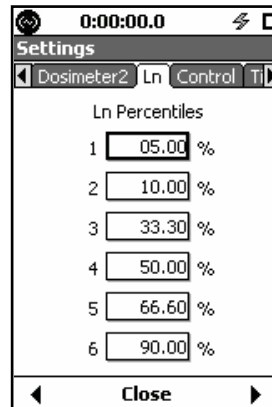 0:00:00.0
Settings
Dosimeter2 Ln Control Ti
Ln Percentiles
1 05.00 %
2 10.00 %
3 33.30 %
4 50.00 %
5 66.60 %
6 90.00 %
Close